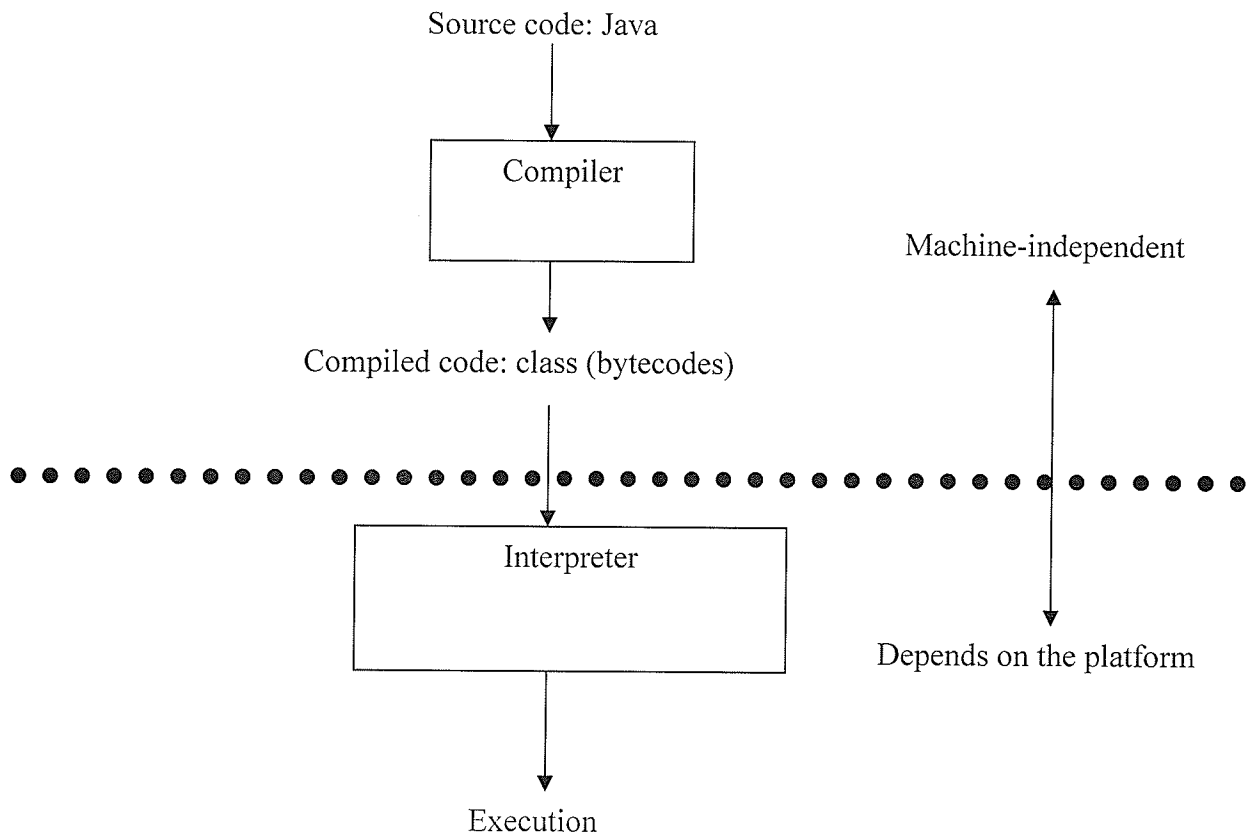 Source code: Java
Compiler
Machine-independent
Compiled code: class (bytecodes)
Interpreter
Depends on the platform
Execution